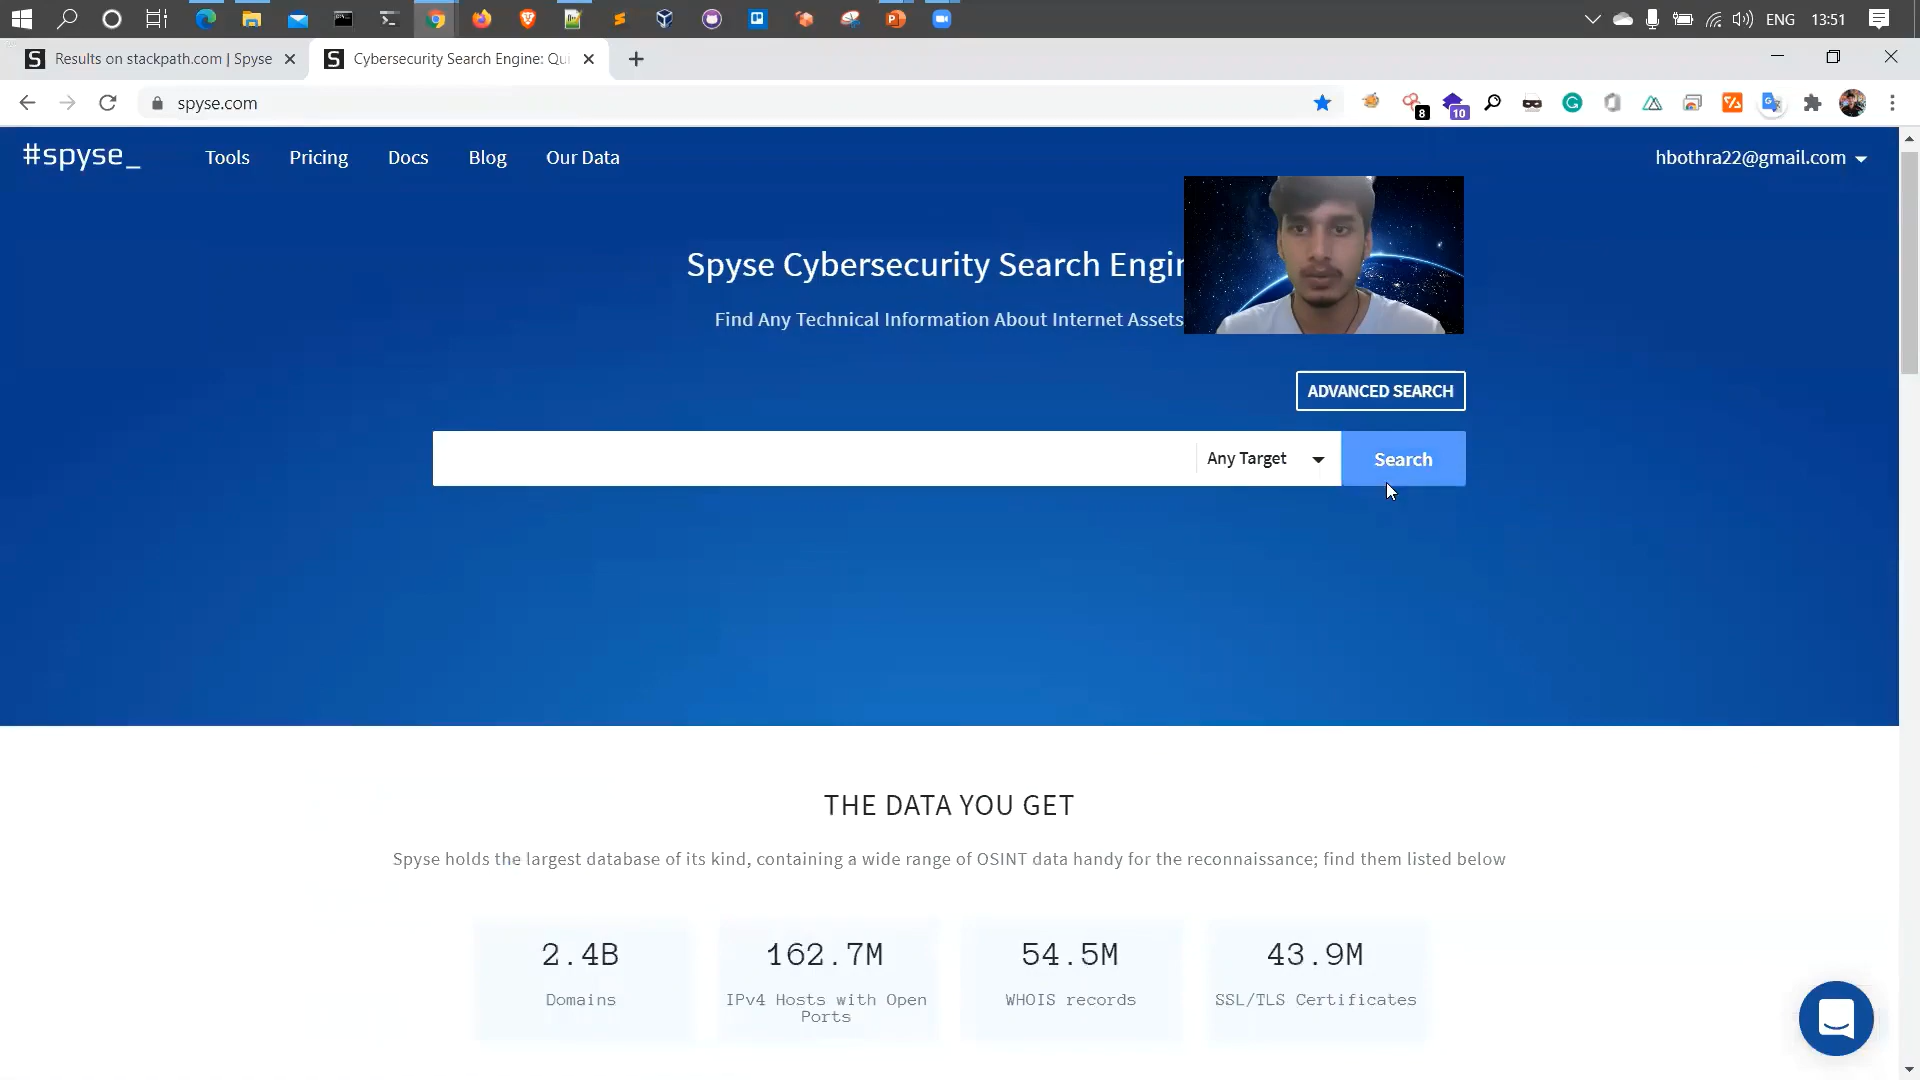 ENG 13:51
Results on stackpath.com | Spyse
Cybersecurity Search Engine: Qui
spyse.com
8
10
#spyse_
Tools Pricing Docs Blog Our Data
hbothra22@gmail.com
Spyse Cybersecurity Search Engin
Find Any Technical Information About Internet Assets
ADVANCED SEARCH
Any Target
Search
THE DATA YOU GET
Spyse holds the largest database of its kind, containing a wide range of OSINT data handy for the reconnaissance; find them listed below
2.4B
Domains
162.7M
IPv4 Hosts with Open
Ports
54.5M
WHOIS records
43.9M
SSL/TLS Certificates